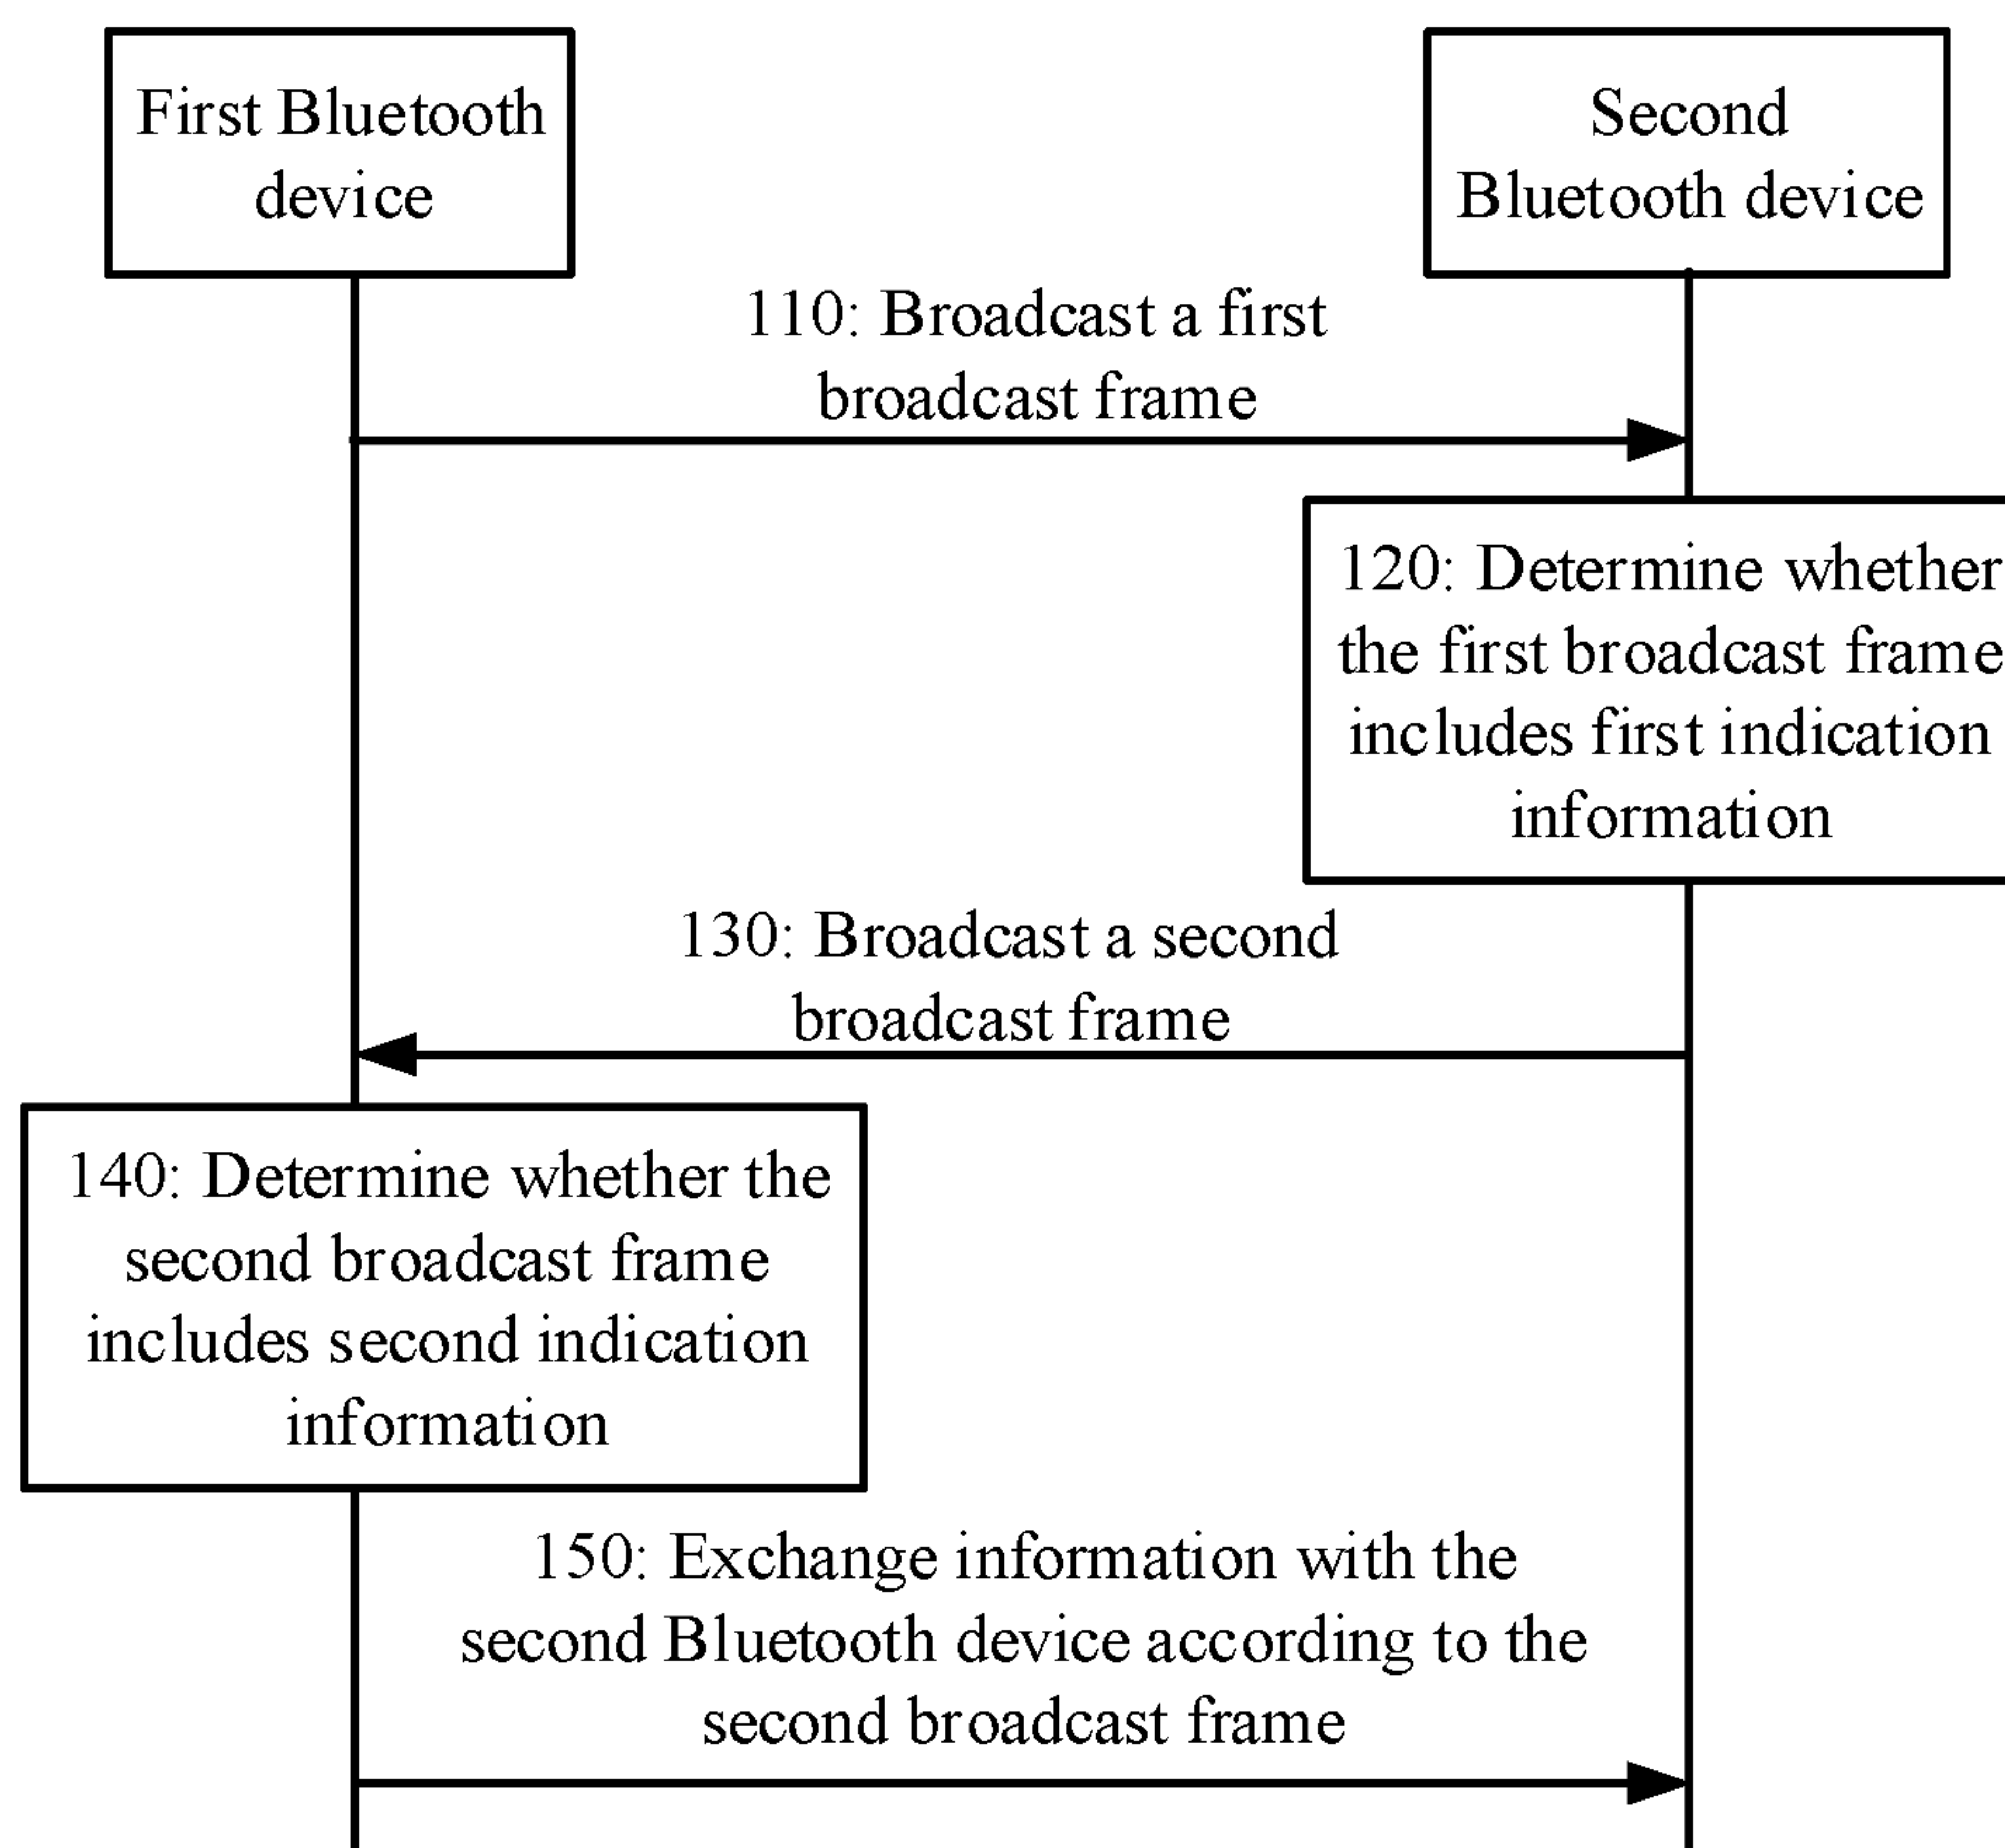 First Bluetooth
device
Second
Bluetooth device
110: Broadcast a first
broadcast frame
120: Determine whether
the first broadcast frame
includes first indication
information
130: Broadcast a second
broadcast frame
140: Determine whether the
second broadcast frame
includes second indication
information
150: Exchange information with the
second Bluetooth device according to the
second broadcast frame